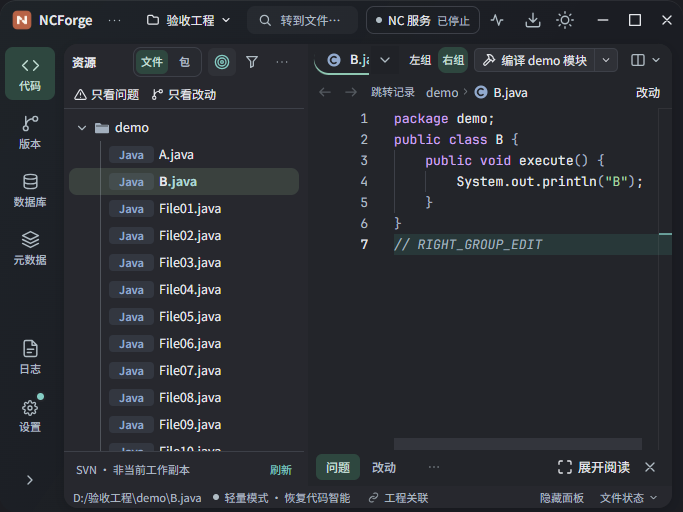 NCForge ··· 验收工程 转到文件… NC 服务 已停止
代码
版本
数据库
元数据
日志
设置
资源 文件 包 ···
只看问题 只看改动
demo
Java A.java
Java B.java
Java File01.java
Java File02.java
Java File03.java
Java File04.java
Java File05.java
Java File06.java
Java File07.java
Java File08.java
Java File09.java
Java File10.java
SVN • 非当前工作副本 刷新
B.ja 左组 右组 编译 demo 模块
跳转记录 demo › B.java 改动
1 package demo;
2 public class B {
3 public void execute() {
4 System.out.println("B");
5 }
6 }
7 // RIGHT_GROUP_EDIT
问题 改动 ··· 展开阅读
D:/验收工程\demo\B.java 轻量模式 • 恢复代码智能 工程关联 隐藏面板 文件状态